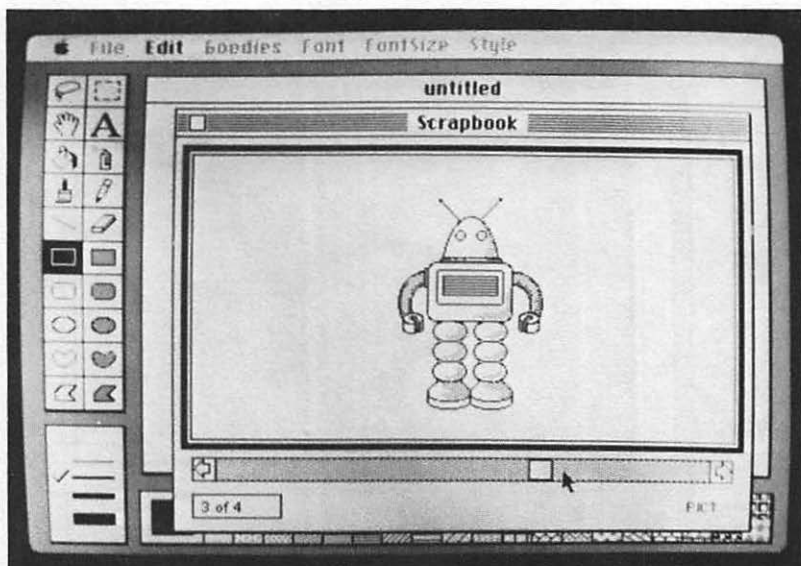 File Edit Goodies Font FontSize Style
untitled
Scrapbook
A
3 of 4
PICT